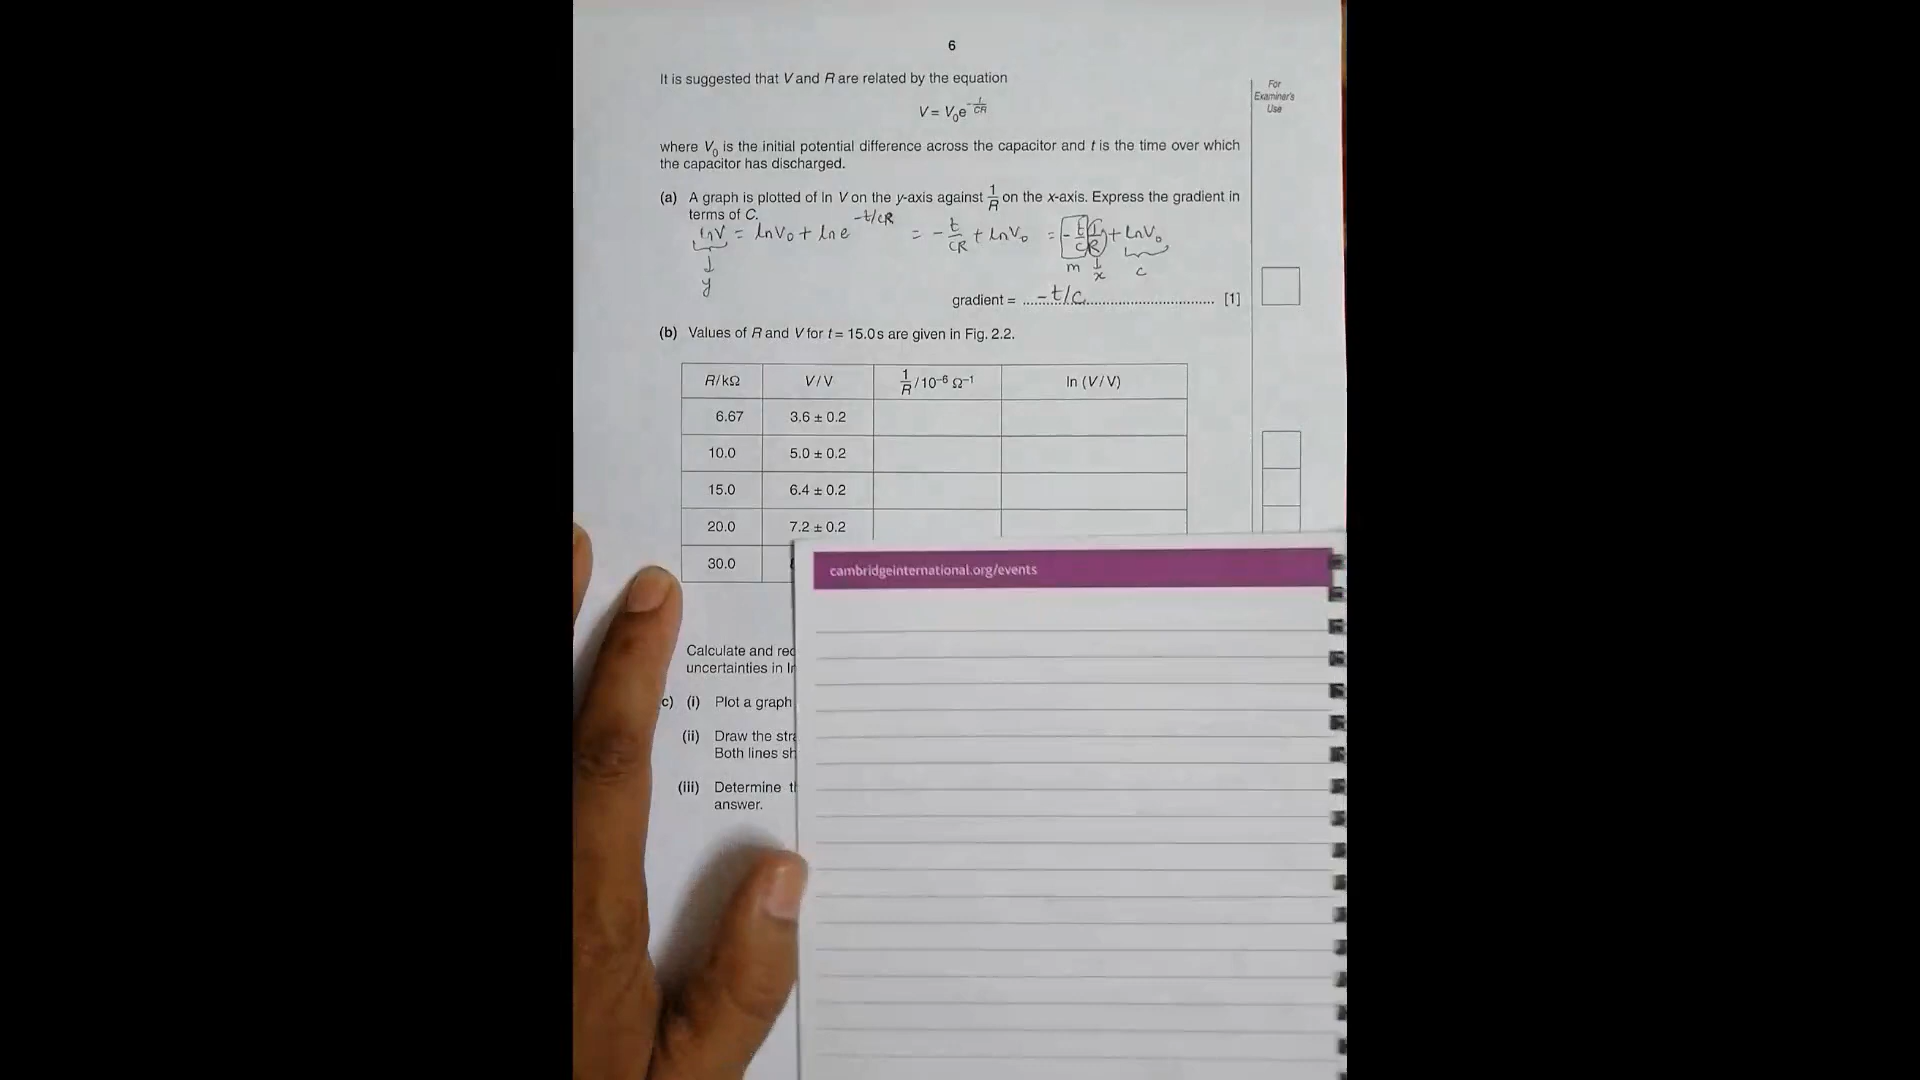 6
It is suggested that V and R are related by the equation
For
Examiner's
Use
V = V₀e^-t/CR
where V₀ is the initial potential difference across the capacitor and t is the time over which
the capacitor has discharged.
(a) A graph is plotted of ln V on the y-axis against 1/R on the x-axis. Express the gradient in
terms of C.
lnV = lnV₀ + ln e^-t/CR = -t/CR + lnV₀ = -t/C 1/R + lnV₀
y m x c
gradient = -t/C [1]
(b) Values of R and V for t = 15.0 s are given in Fig. 2.2.
R/kΩ V/V 1/R /10⁻⁶ Ω⁻¹ ln (V/V)
6.67 3.6 ± 0.2
10.0 5.0 ± 0.2
15.0 6.4 ± 0.2
20.0 7.2 ± 0.2
30.0
cambridgeinternational.org/events
Calculate and
uncertainties in
c) (i) Plot a graph
(ii) Draw the
Both lines
(iii) Determine
answer.